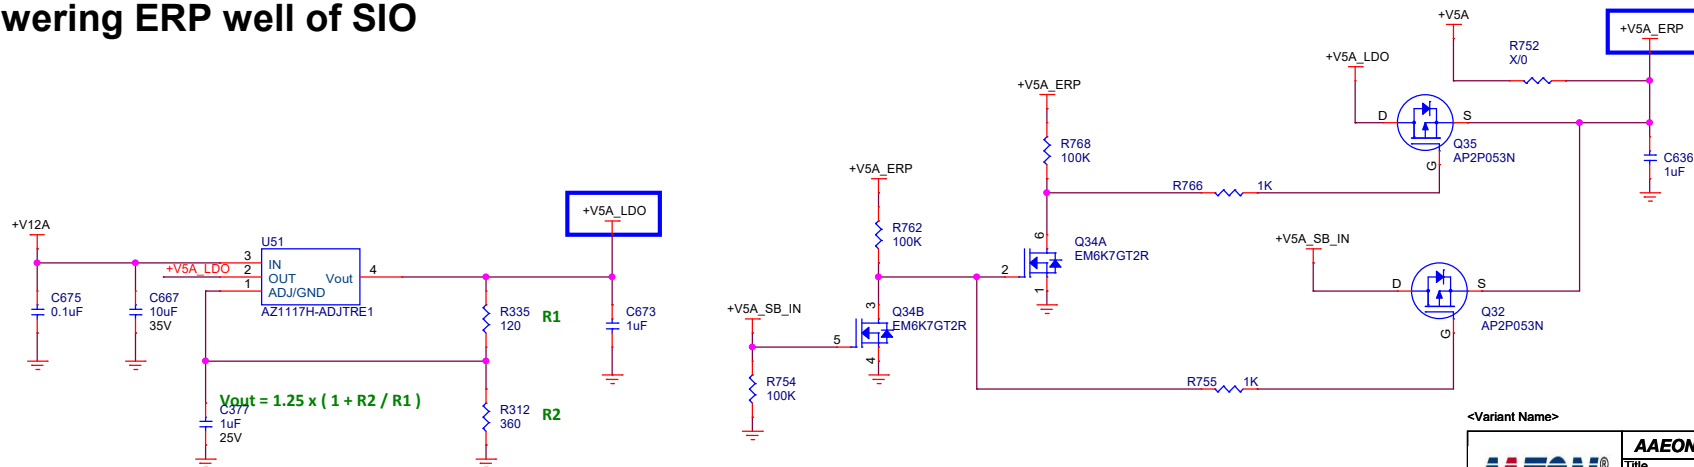 wering ERP well of SIO
+V12A
C675
0.1uF
C667
10uF
35V
+V5A_LDO
U51
3
2
1
IN
OUT
ADJ/GND
Vout
4
AZ1117H-ADJTRE1
+V5A_LDO
R335
120
R1
C673
1uF
Vout = 1.25 x ( 1 + R2 / R1 )
C377
1uF
25V
R312
360
R2
+V5A_SB_IN
R754
100K
5
+V5A_ERP
R762
100K
3
Q34B
EM6K7GT2R
4
+V5A_ERP
R768
100K
6
2
Q34A
EM6K7GT2R
1
R766
1K
R755
1K
+V5A_LDO
D
S
G
Q35
AP2P053N
+V5A
R752
X/0
+V5A_ERP
C636
1uF
+V5A_SB_IN
D
S
G
Q32
AP2P053N
<Variant Name>
AAEON
Title